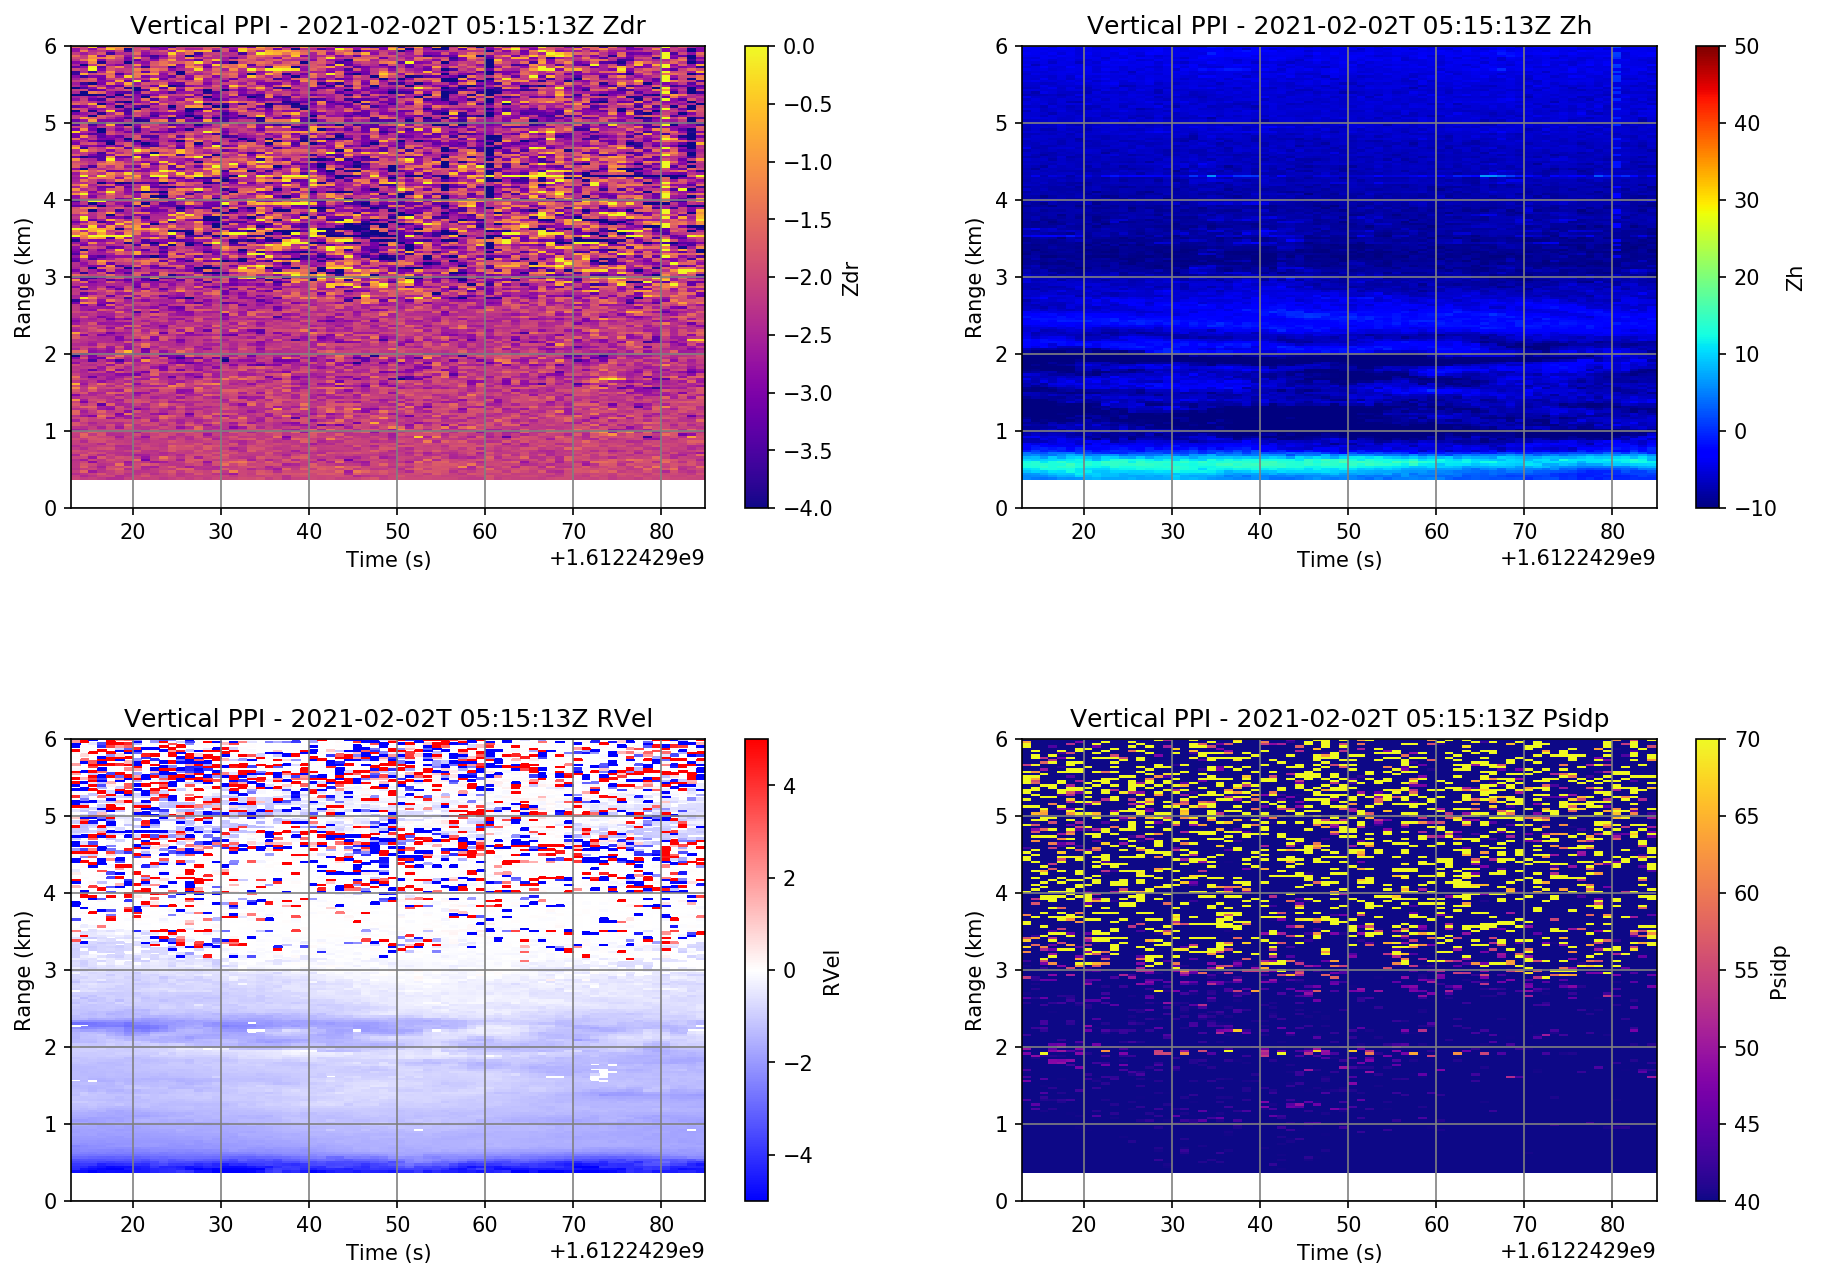 Vertical PPI - 2021-02-02T 05:15:13Z Zdr
6
5
4
3
2
1
0
Range (km)
20 30 40 50 60 70 80
Time (s)
+1.6122429e9
0.0
−0.5
−1.0
−1.5
−2.0
−2.5
−3.0
−3.5
−4.0
Zdr
Vertical PPI - 2021-02-02T 05:15:13Z Zh
6
5
4
3
2
1
0
Range (km)
20 30 40 50 60 70 80
Time (s)
+1.6122429e9
50
40
30
20
10
0
−10
Zh
Vertical PPI - 2021-02-02T 05:15:13Z RVel
6
5
4
3
2
1
0
Range (km)
20 30 40 50 60 70 80
Time (s)
+1.6122429e9
4
2
0
−2
−4
RVel
Vertical PPI - 2021-02-02T 05:15:13Z Psidp
6
5
4
3
2
1
0
Range (km)
20 30 40 50 60 70 80
Time (s)
+1.6122429e9
70
65
60
55
50
45
40
Psidp